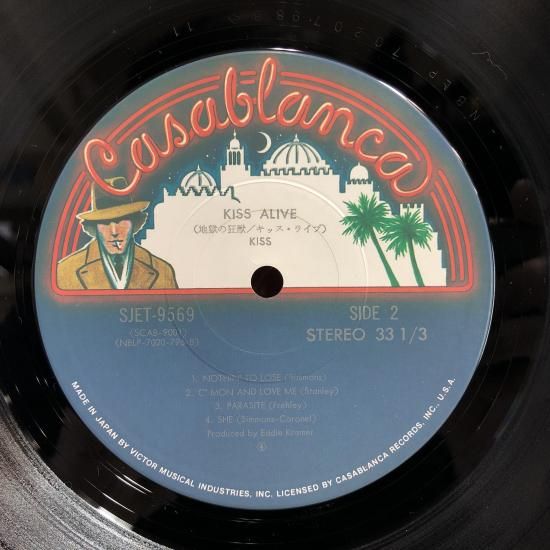 Casablanca
KISS ALIVE
(地獄の狂獣/キッス・ライブ)
KISS
SJET-9569
SIDE 2
(SCAB-9001)
STEREO 33 1/3
(NBLP-7020-796-B)
1. NOTHIN' TO LOSE (Simmons)
2. C' MON AND LOVE ME (Stanley)
3. PARASITE (Frehley)
4. SHE (Simmons-Coronel)
Produced by Eddie Kramer
MADE IN JAPAN BY VICTOR MUSICAL INDUSTRIES, INC. LICENSED BY CASABLANCA RECORDS, INC., U.S.A.